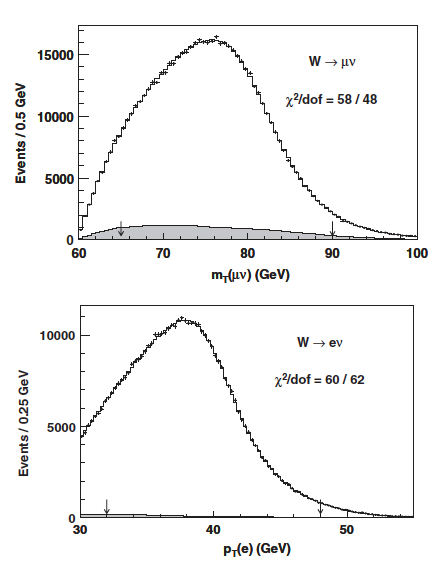 15000
10000
5000
0
Events / 0.5 GeV
W → μν
χ²/dof = 58 / 48
60 70 80 90 100
m_T(μν) (GeV)
10000
5000
0
Events / 0.25 GeV
W → eν
χ²/dof = 60 / 62
30 40 50
p_T(e) (GeV)